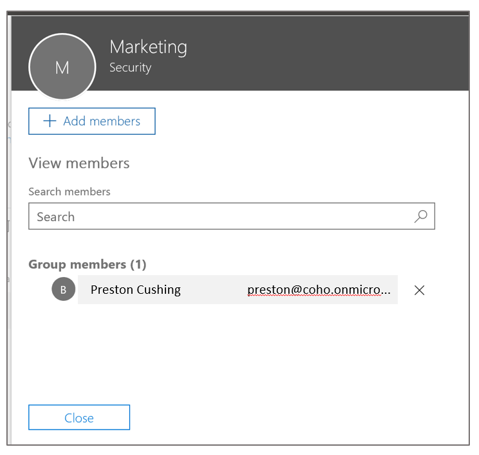 Marketing
M
Security
+ Add members
View members
Search members
Search
Group members (1)
B Preston Cushing preston@coho.onmicro...
Close